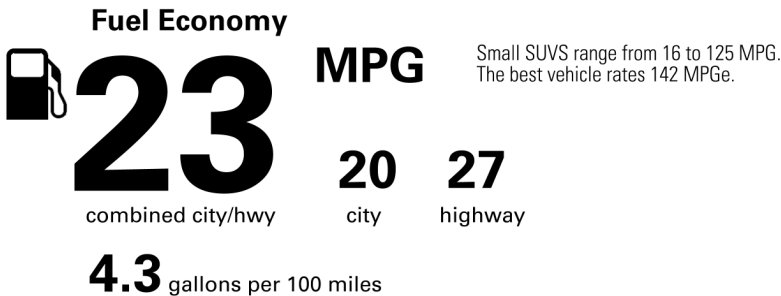 Fuel Economy
23 MPG
Small SUVS range from 16 to 125 MPG.
The best vehicle rates 142 MPGe.
20 27
combined city/hwy city highway
4.3 gallons per 100 miles